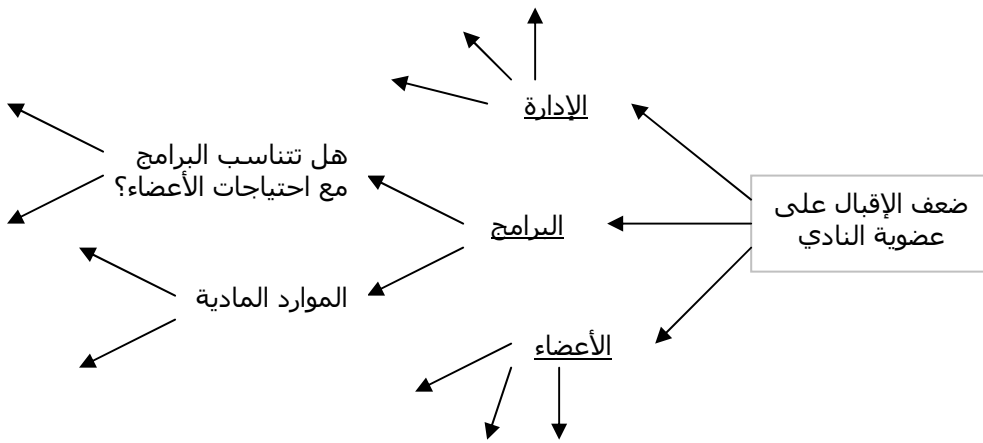 ضعف الإقبال على
عضوية النادي
الإدارة
البرامج
الأعضاء
هل تتناسب البرامج
مع احتياجات الأعضاء؟
الموارد المادية